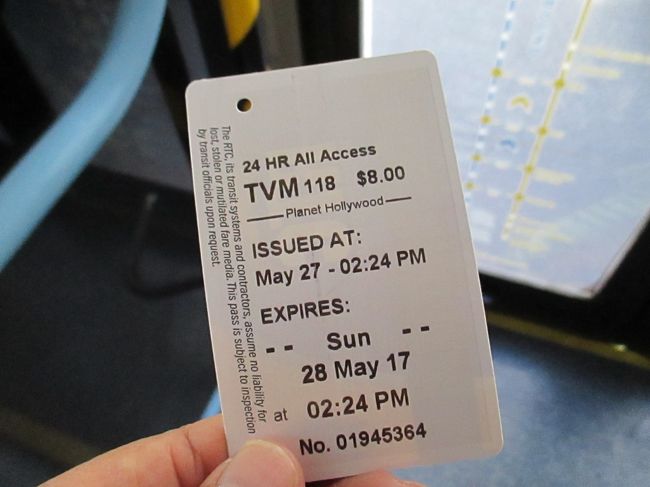 24 HR All Access
TVM 118 $8.00
Planet Hollywood
ISSUED AT:
May 27 - 02:24 PM
EXPIRES:
-- Sun --
28 May 17
at 02:24 PM
No. 01945364
The RTC, its transit systems and contractors, assume no liability for
lost, stolen or mutilated fare media. This pass is subject to inspection
by transit officials upon request.